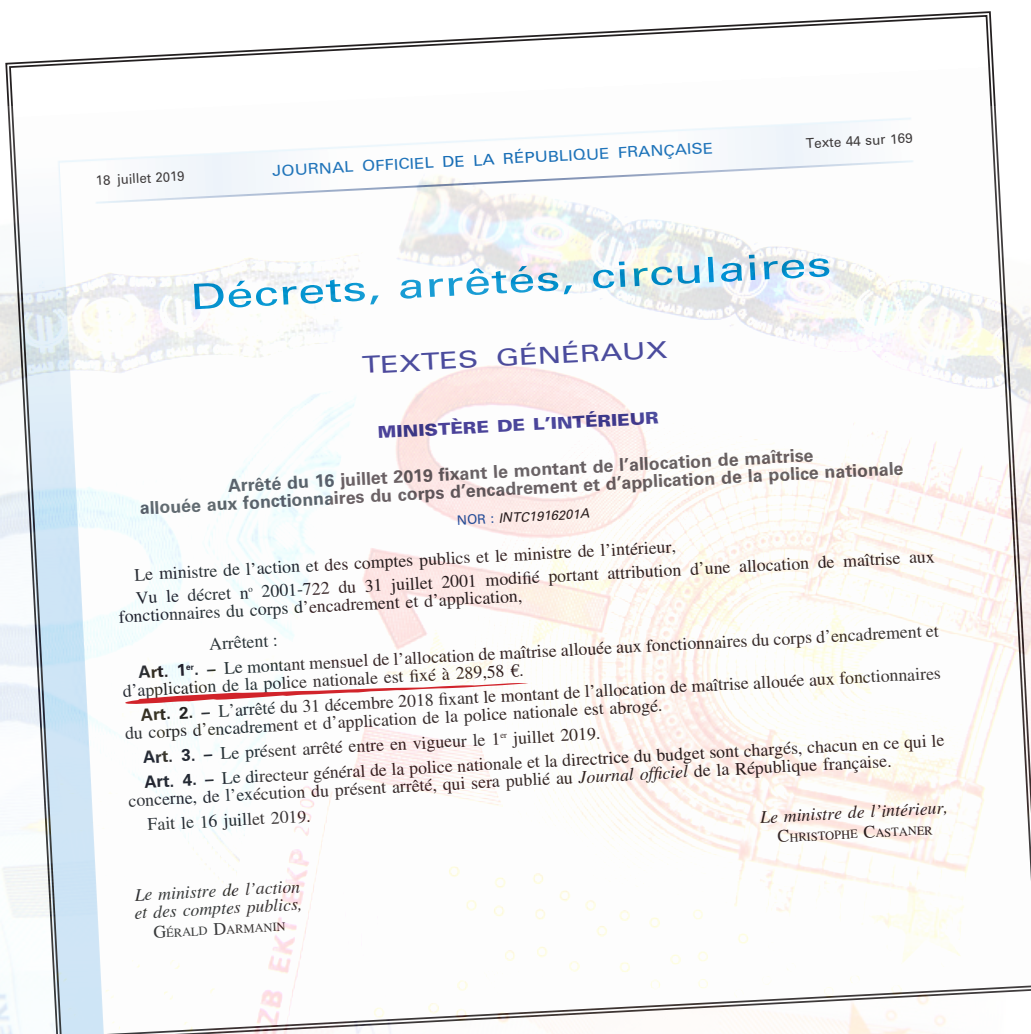 18 juillet 2019
JOURNAL OFFICIEL DE LA RÉPUBLIQUE FRANÇAISE
Texte 44 sur 169
Décrets, arrêtés, circulaires
TEXTES GÉNÉRAUX
MINISTÈRE DE L’INTÉRIEUR
Arrêté du 16 juillet 2019 fixant le montant de l’allocation de maîtrise
allouée aux fonctionnaires du corps d’encadrement et d’application de la police nationale
NOR : INTC1916201A
Le ministre de l’action et des comptes publics et le ministre de l’intérieur,
Vu le décret nº 2001-722 du 31 juillet 2001 modifié portant attribution d’une allocation de maîtrise aux
fonctionnaires du corps d’encadrement et d’application,
Arrêtent :
Art. 1er. – Le montant mensuel de l’allocation de maîtrise allouée aux fonctionnaires du corps d’encadrement et
d’application de la police nationale est fixé à 289,58 €.
Art. 2. – L’arrêté du 31 décembre 2018 fixant le montant de l’allocation de maîtrise allouée aux fonctionnaires
du corps d’encadrement et d’application de la police nationale est abrogé.
Art. 3. – Le présent arrêté entre en vigueur le 1er juillet 2019.
Art. 4. – Le directeur général de la police nationale et la directrice du budget sont chargés, chacun en ce qui le
concerne, de l’exécution du présent arrêté, qui sera publié au Journal officiel de la République française.
Fait le 16 juillet 2019.
Le ministre de l’intérieur,
CHRISTOPHE CASTANER
Le ministre de l’action
et des comptes publics,
GÉRALD DARMANIN
10
ZB EKT EKP 20